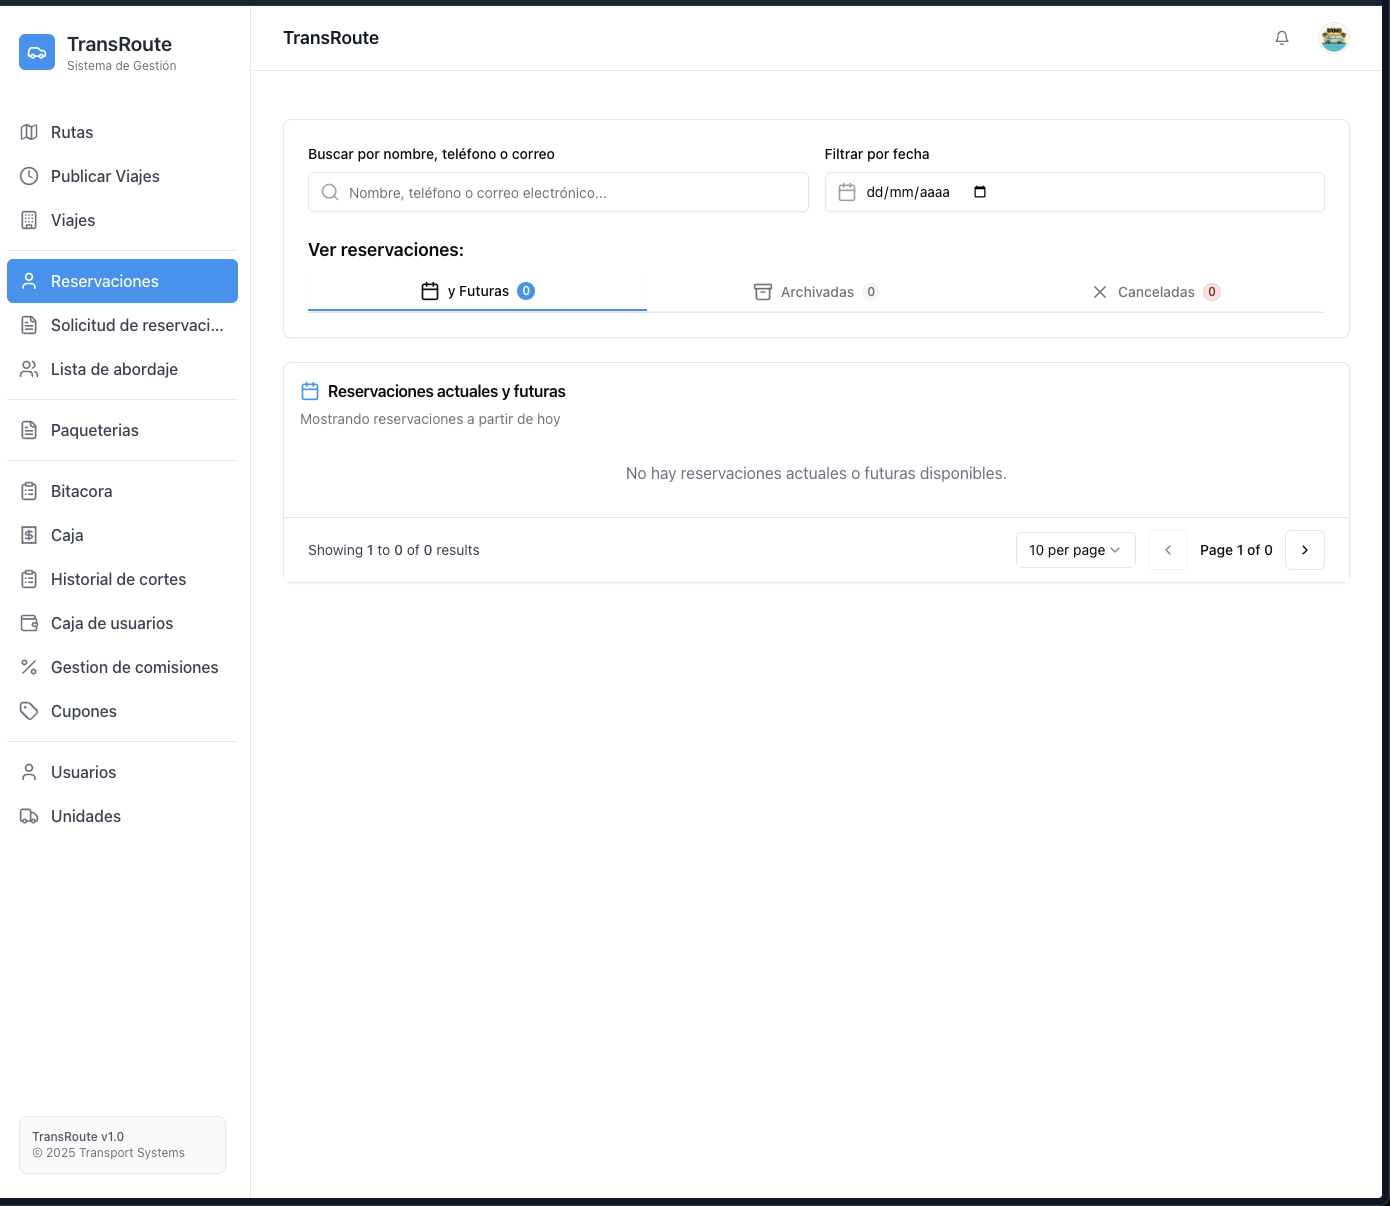 TransRoute
Sistema de Gestión
TransRoute
Rutas
Publicar Viajes
Viajes
Reservaciones
Solicitud de reservaci...
Lista de abordaje
Paqueterias
Bitacora
Caja
Historial de cortes
Caja de usuarios
Gestion de comisiones
Cupones
Usuarios
Unidades
TransRoute v1.0
© 2025 Transport Systems
Buscar por nombre, teléfono o correo
Nombre, teléfono o correo electrónico...
Filtrar por fecha
dd/mm/aaaa
Ver reservaciones:
y Futuras 0
Archivadas 0
Canceladas 0
Reservaciones actuales y futuras
Mostrando reservaciones a partir de hoy
No hay reservaciones actuales o futuras disponibles.
Showing 1 to 0 of 0 results
10 per page
Page 1 of 0